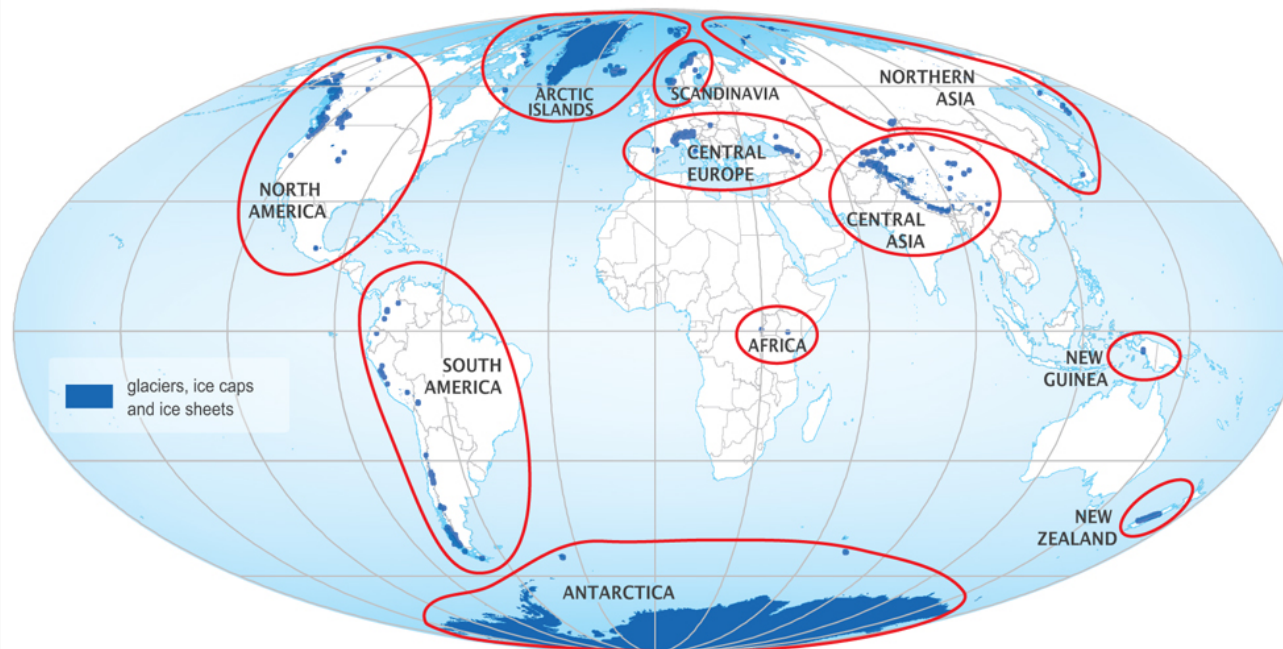 ARCTIC
ISLANDS
SCANDINAVIA
NORTHERN
ASIA
CENTRAL
EUROPE
NORTH
AMERICA
CENTRAL
ASIA
SOUTH
AMERICA
AFRICA
NEW
GUINEA
glaciers, ice caps
and ice sheets
NEW
ZEALAND
ANTARCTICA